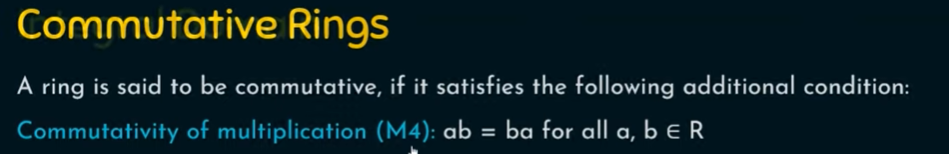 Commutative Rings
A ring is said to be commutative, if it satisfies the following additional condition:
Commutativity of multiplication (M4): ab = ba for all a, b ∈ R